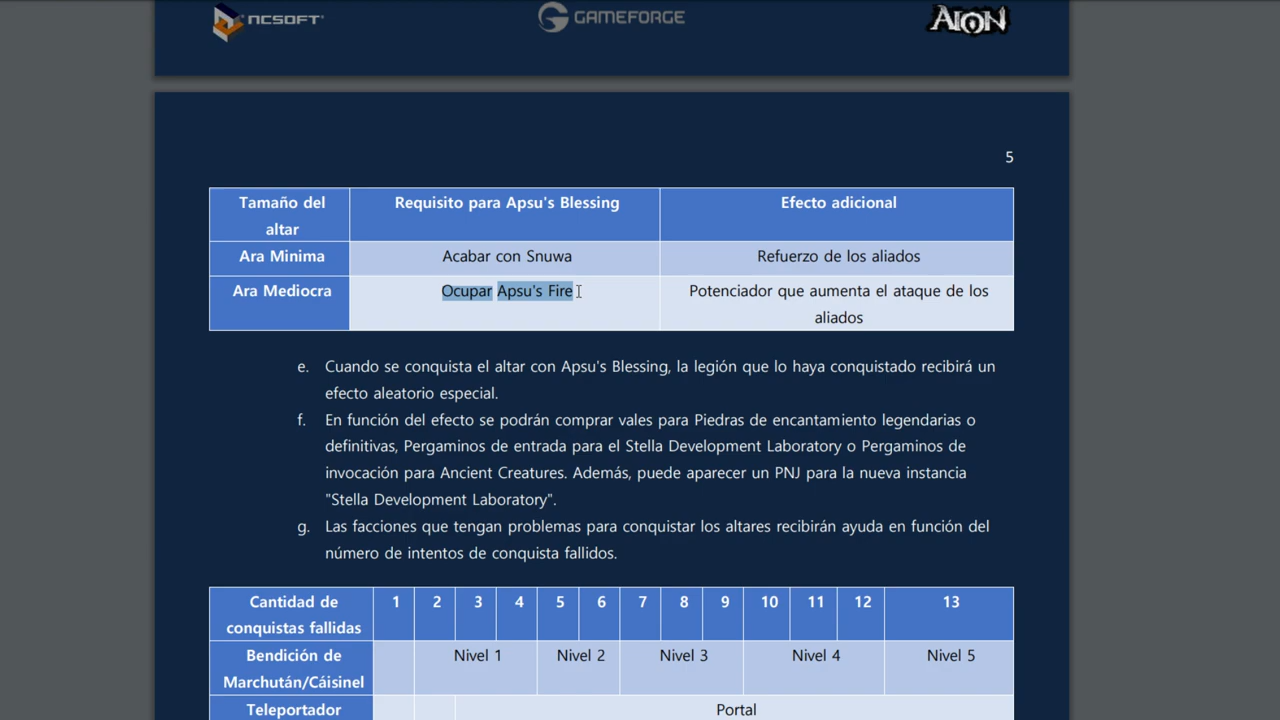 NCSOFT GAMEFORGE AION
5
Tamaño del altar Requisito para Apsu's Blessing Efecto adicional
Ara Minima Acabar con Snuwa Refuerzo de los aliados
Ara Mediocra Ocupar Apsu's Fire Potenciador que aumenta el ataque de los
aliados
e. Cuando se conquista el altar con Apsu's Blessing, la legión que lo haya conquistado recibirá un
efecto aleatorio especial.
f. En función del efecto se podrán comprar vales para Piedras de encantamiento legendarias o
definitivas, Pergaminos de entrada para el Stella Development Laboratory o Pergaminos de
invocación para Ancient Creatures. Además, puede aparecer un PNJ para la nueva instancia
"Stella Development Laboratory".
g. Las facciones que tengan problemas para conquistar los altares recibirán ayuda en función del
número de intentos de conquista fallidos.
Cantidad de conquistas fallidas 1 2 3 4 5 6 7 8 9 10 11 12 13
Bendición de Marchután/Cáisinel Nivel 1 Nivel 2 Nivel 3 Nivel 4 Nivel 5
Teleportador Portal